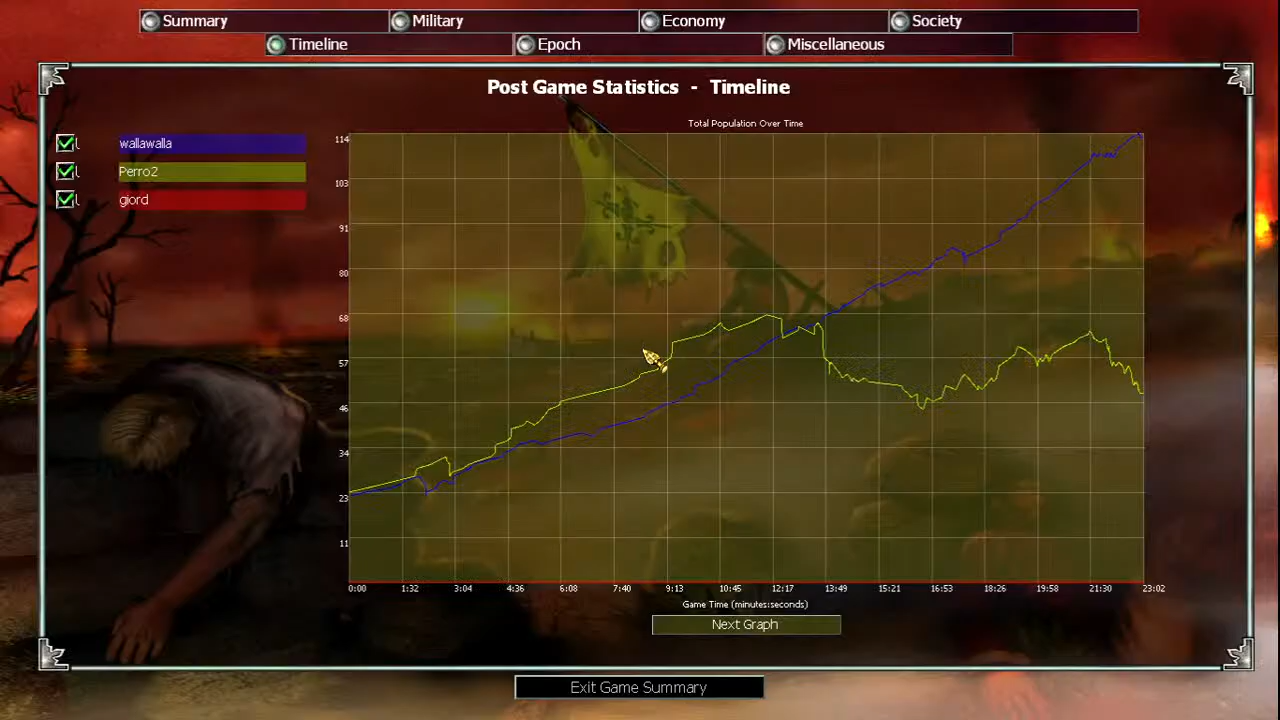 Summary
Military
Economy
Society
Timeline
Epoch
Miscellaneous
Post Game Statistics - Timeline
Total Population Over Time
wallawalla
Perro2
giord
114
103
91
80
68
57
46
34
23
11
0:00 1:32 3:04 4:36 6:08 7:40 9:13 10:45 12:17 13:49 15:21 16:53 18:26 19:58 21:30 23:02
Game Time (minutes:seconds)
Next Graph
Exit Game Summary